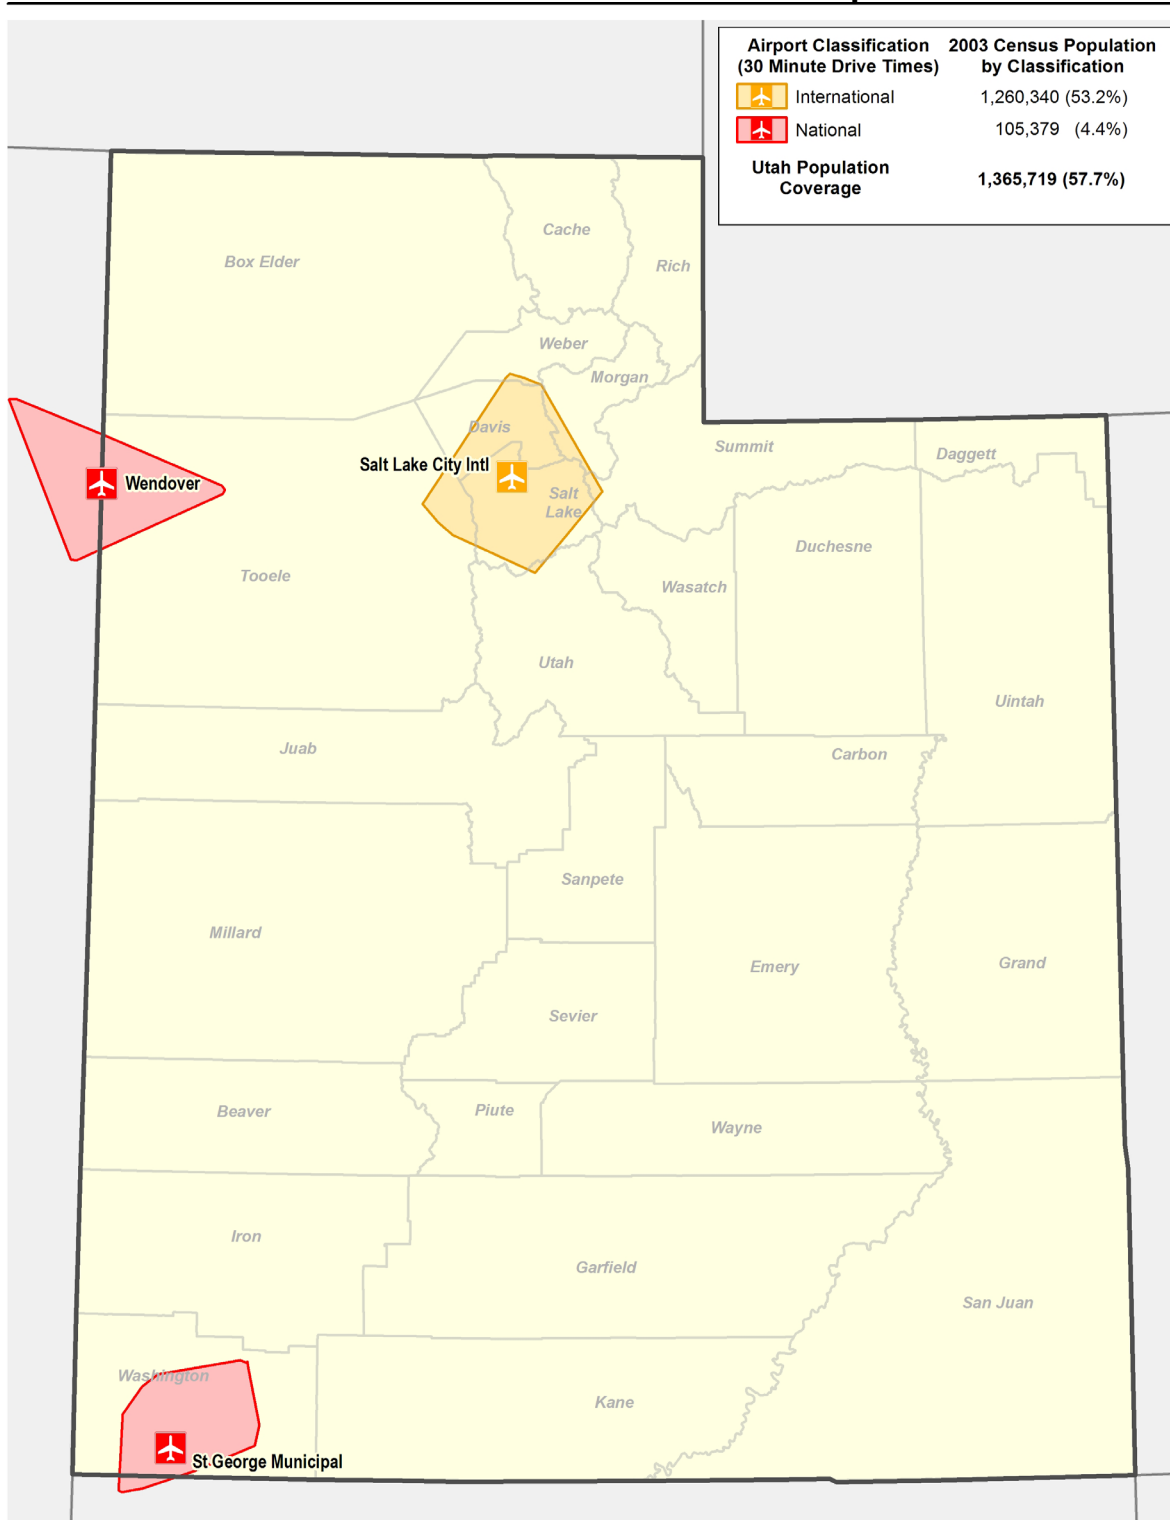 Airport Classification 2003 Census Population
(30 Minute Drive Times) by Classification
International 1,260,340 (53.2%)
National 105,379 (4.4%)
Utah Population
Coverage 1,365,719 (57.7%)
Cache
Box Elder
Rich
Weber
Morgan
Davis
Summit
Daggett
Salt Lake City Intl
Wendover
Salt
Lake
Duchesne
Tooele
Wasatch
Utah
Uintah
Juab
Carbon
Sanpete
Millard
Emery
Grand
Sevier
Beaver
Piute
Wayne
Iron
Garfield
San Juan
Washington
Kane
St George Municipal